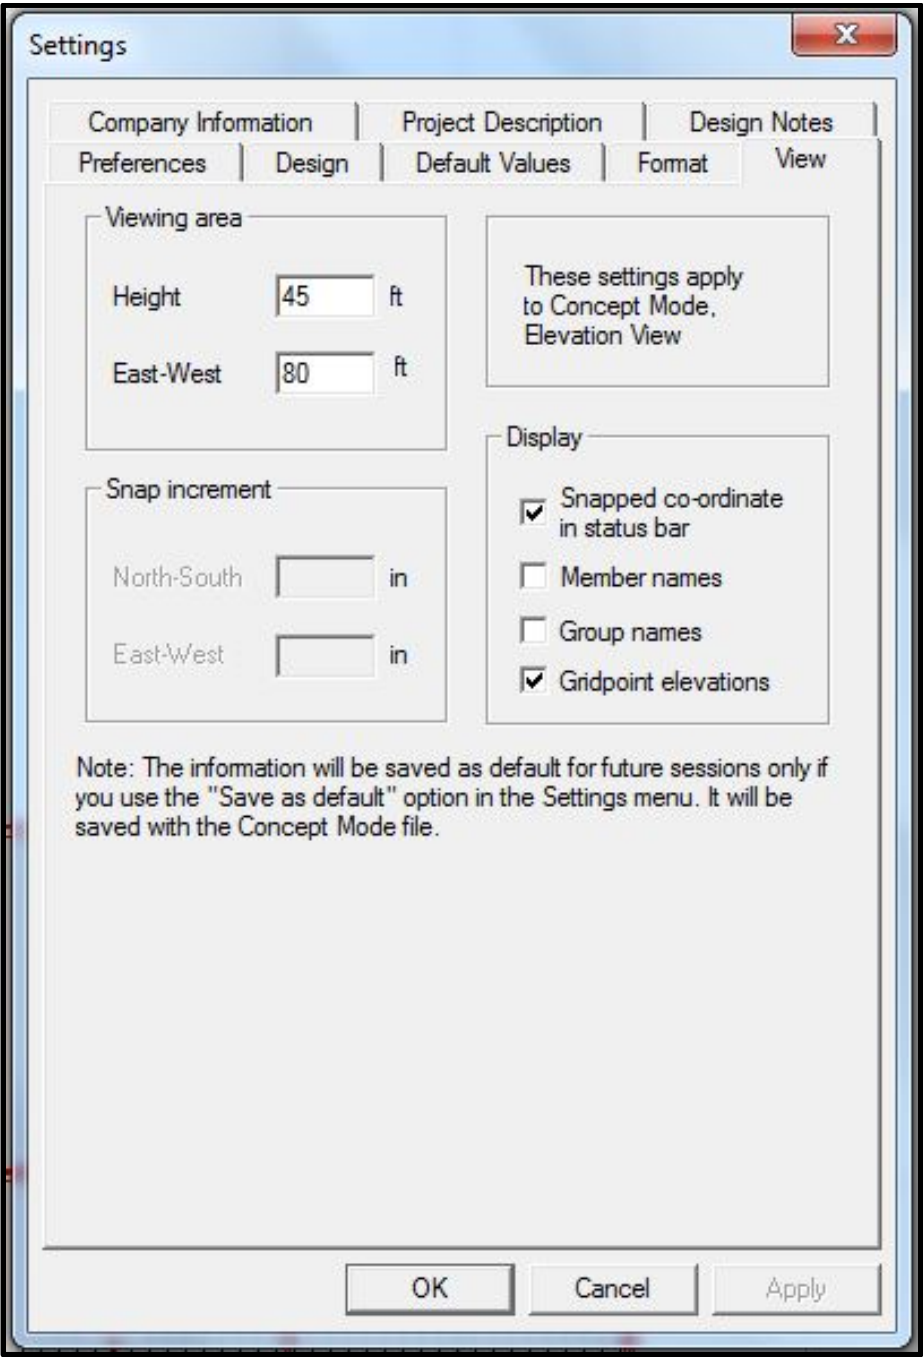 Settings
Company Information
Project Description
Design Notes
Preferences
Design
Default Values
Format
View
Viewing area
Height 45 ft
East-West 80 ft
These settings apply
to Concept Mode,
Elevation View
Snap increment
North-South in
East-West in
Display
Snapped co-ordinate
in status bar
Member names
Group names
Gridpoint elevations
Note: The information will be saved as default for future sessions only if
you use the "Save as default" option in the Settings menu. It will be
saved with the Concept Mode file.
OK
Cancel
Apply